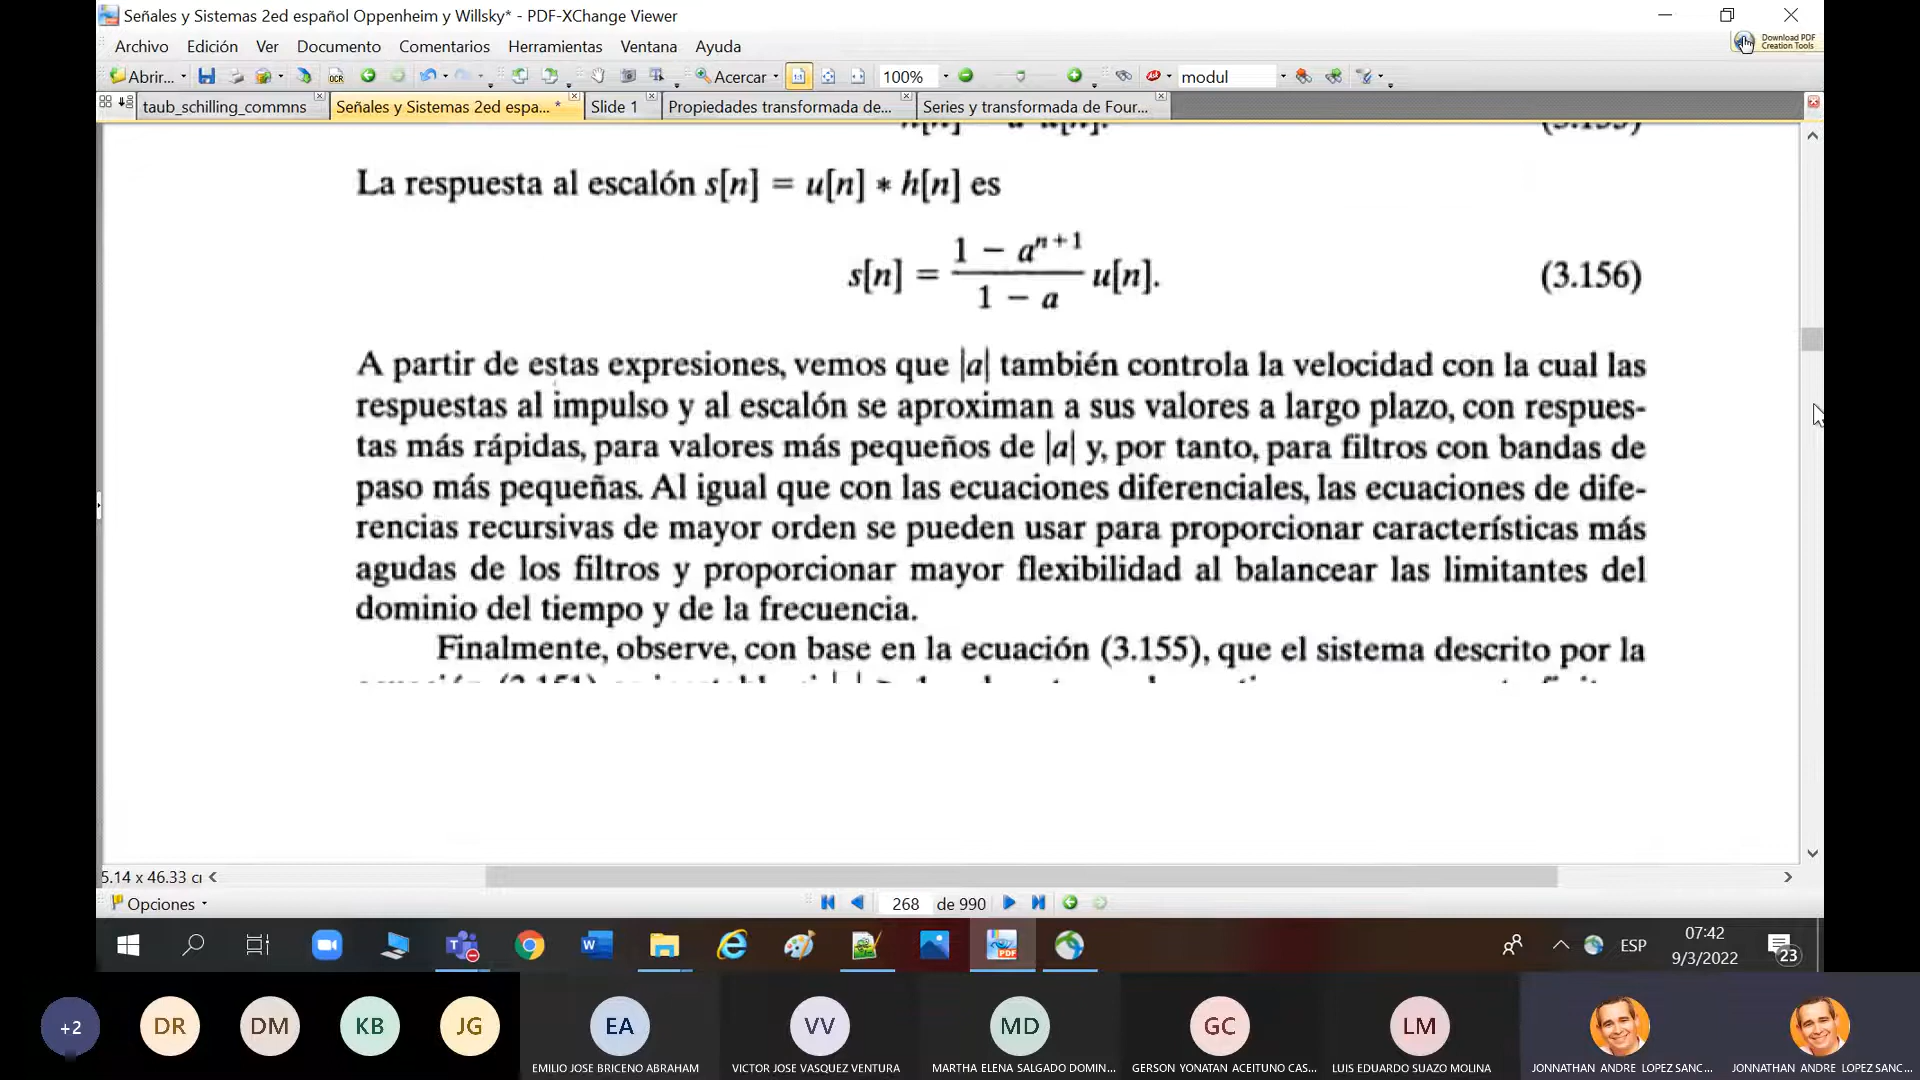 Señales y Sistemas 2ed español Oppenheim y Willsky* - PDF-XChange Viewer
Archivo Edición Ver Documento Comentarios Herramientas Ventana Ayuda
Download PDF
Creation Tools
Abrir... OCR Acercar 100% modul
taub_schilling_commns Señales y Sistemas 2ed espa... * Slide 1 Propiedades transformada de... Series y transformada de Four...
La respuesta al escalón s[n] = u[n] * h[n] es
s[n] = \frac{1 - a^{n+1}}{1 - a} u[n]. (3.156)
A partir de estas expresiones, vemos que |a| también controla la velocidad con la cual las
respuestas al impulso y al escalón se aproximan a sus valores a largo plazo, con respues-
tas más rápidas, para valores más pequeños de |a| y, por tanto, para filtros con bandas de
paso más pequeñas. Al igual que con las ecuaciones diferenciales, las ecuaciones de dife-
rencias recursivas de mayor orden se pueden usar para proporcionar características más
agudas de los filtros y proporcionar mayor flexibilidad al balancear las limitantes del
dominio del tiempo y de la frecuencia.
Finalmente, observe, con base en la ecuación (3.155), que el sistema descrito por la
5.14 x 46.33 c
Opciones 268 de 990
ESP 07:42
9/3/2022 23
+2 DR DM KB JG EA VV MD GC LM
EMILIO JOSE BRICENO ABRAHAM VICTOR JOSE VASQUEZ VENTURA MARTHA ELENA SALGADO DOMIN... GERSON YONATAN ACEITUNO CAS... LUIS EDUARDO SUAZO MOLINA JONNATHAN ANDRE LOPEZ SANC... JONNATHAN ANDRE LOPEZ SANC...